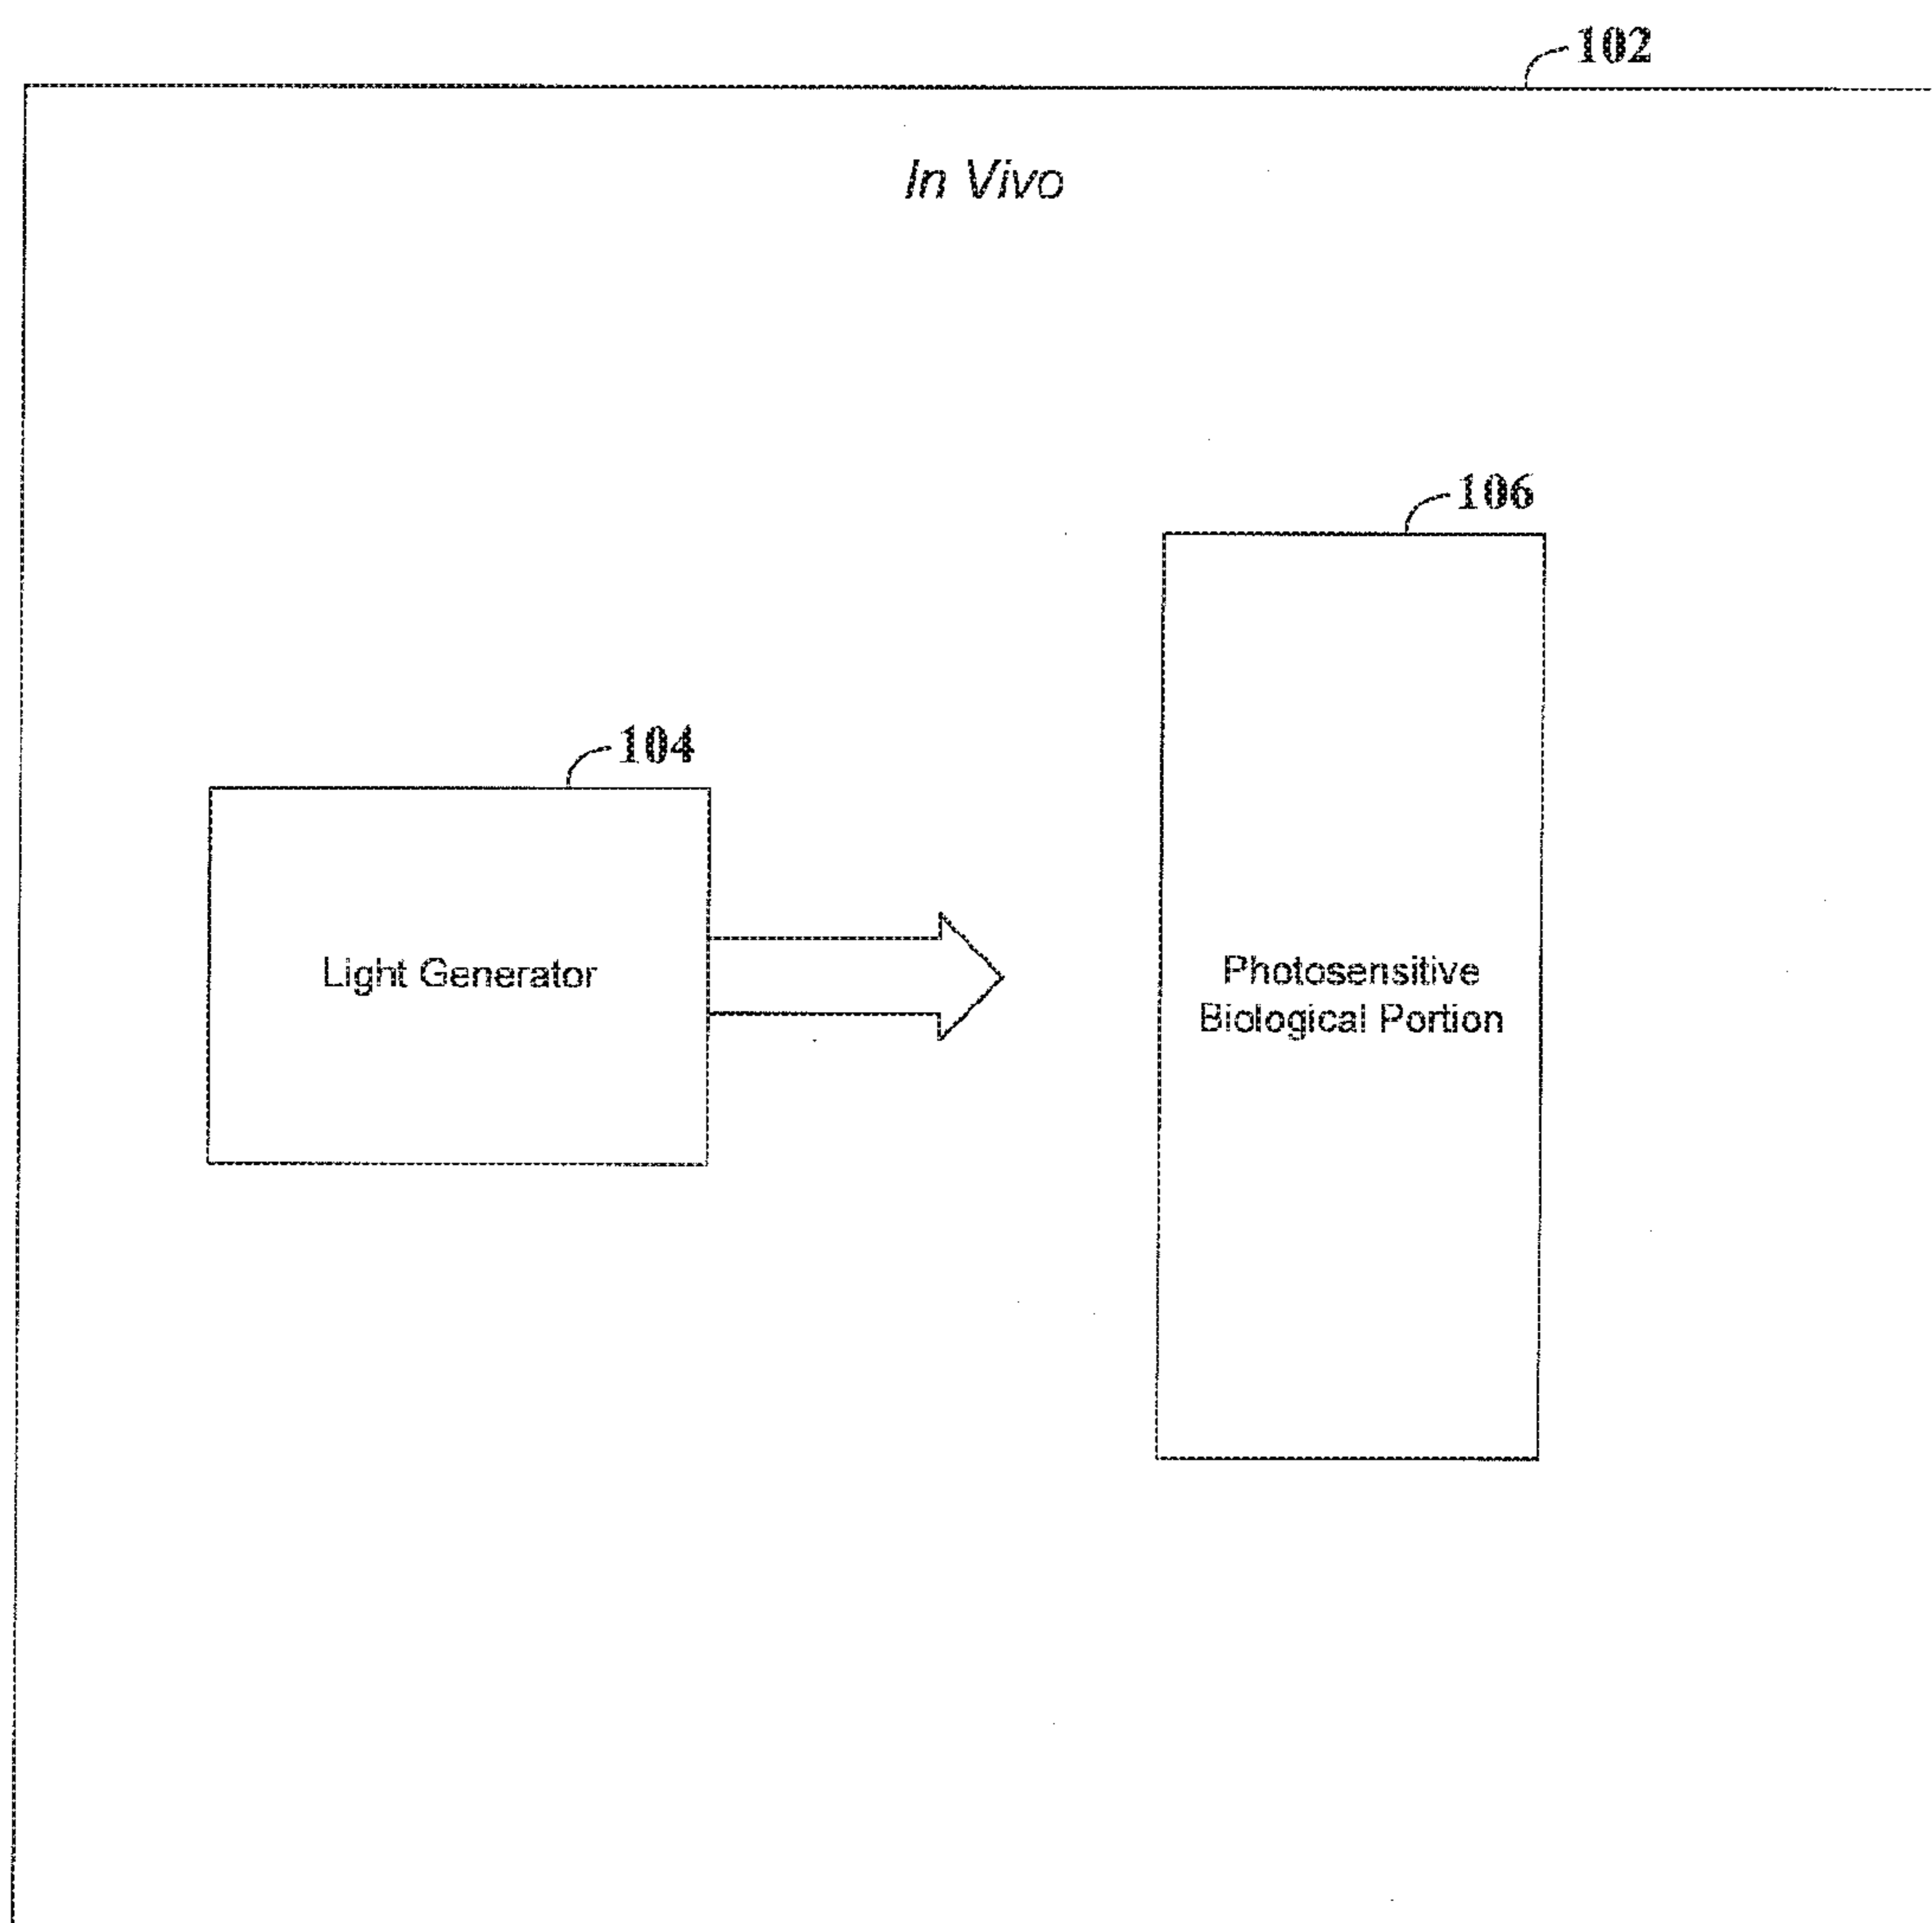 102
In Vivo
106
104
Light Generator
Photosensitive
Biological Portion